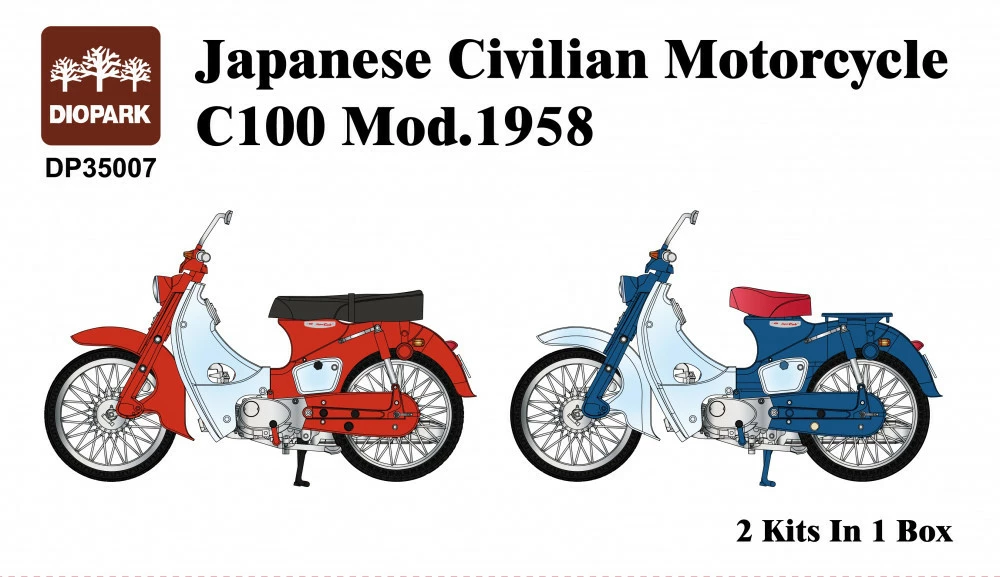 Japanese Civilian Motorcycle
C100 Mod.1958
DIOPARK
DP35007
2 Kits In 1 Box